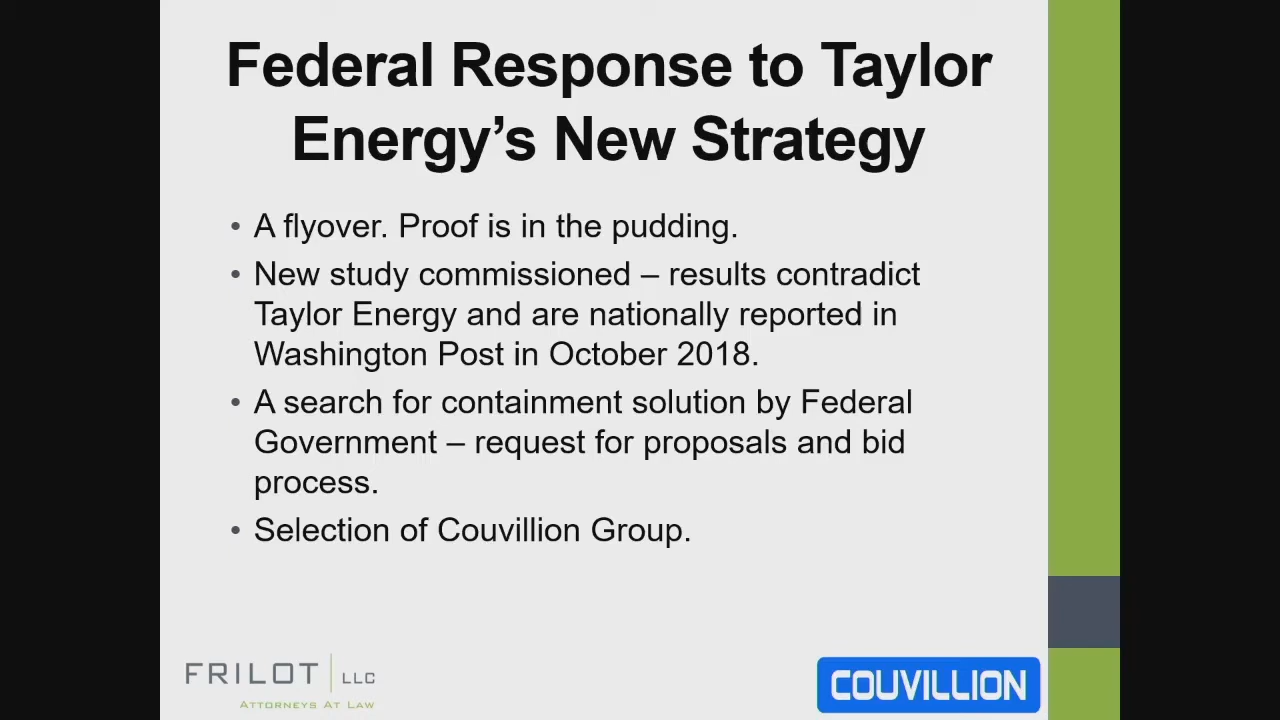 Federal Response to Taylor
Energy’s New Strategy
• A flyover. Proof is in the pudding.
• New study commissioned – results contradict
Taylor Energy and are nationally reported in
Washington Post in October 2018.
• A search for containment solution by Federal
Government – request for proposals and bid
process.
• Selection of Couvillion Group.
FRILOT LLC
ATTORNEYS AT LAW
COUVILLION